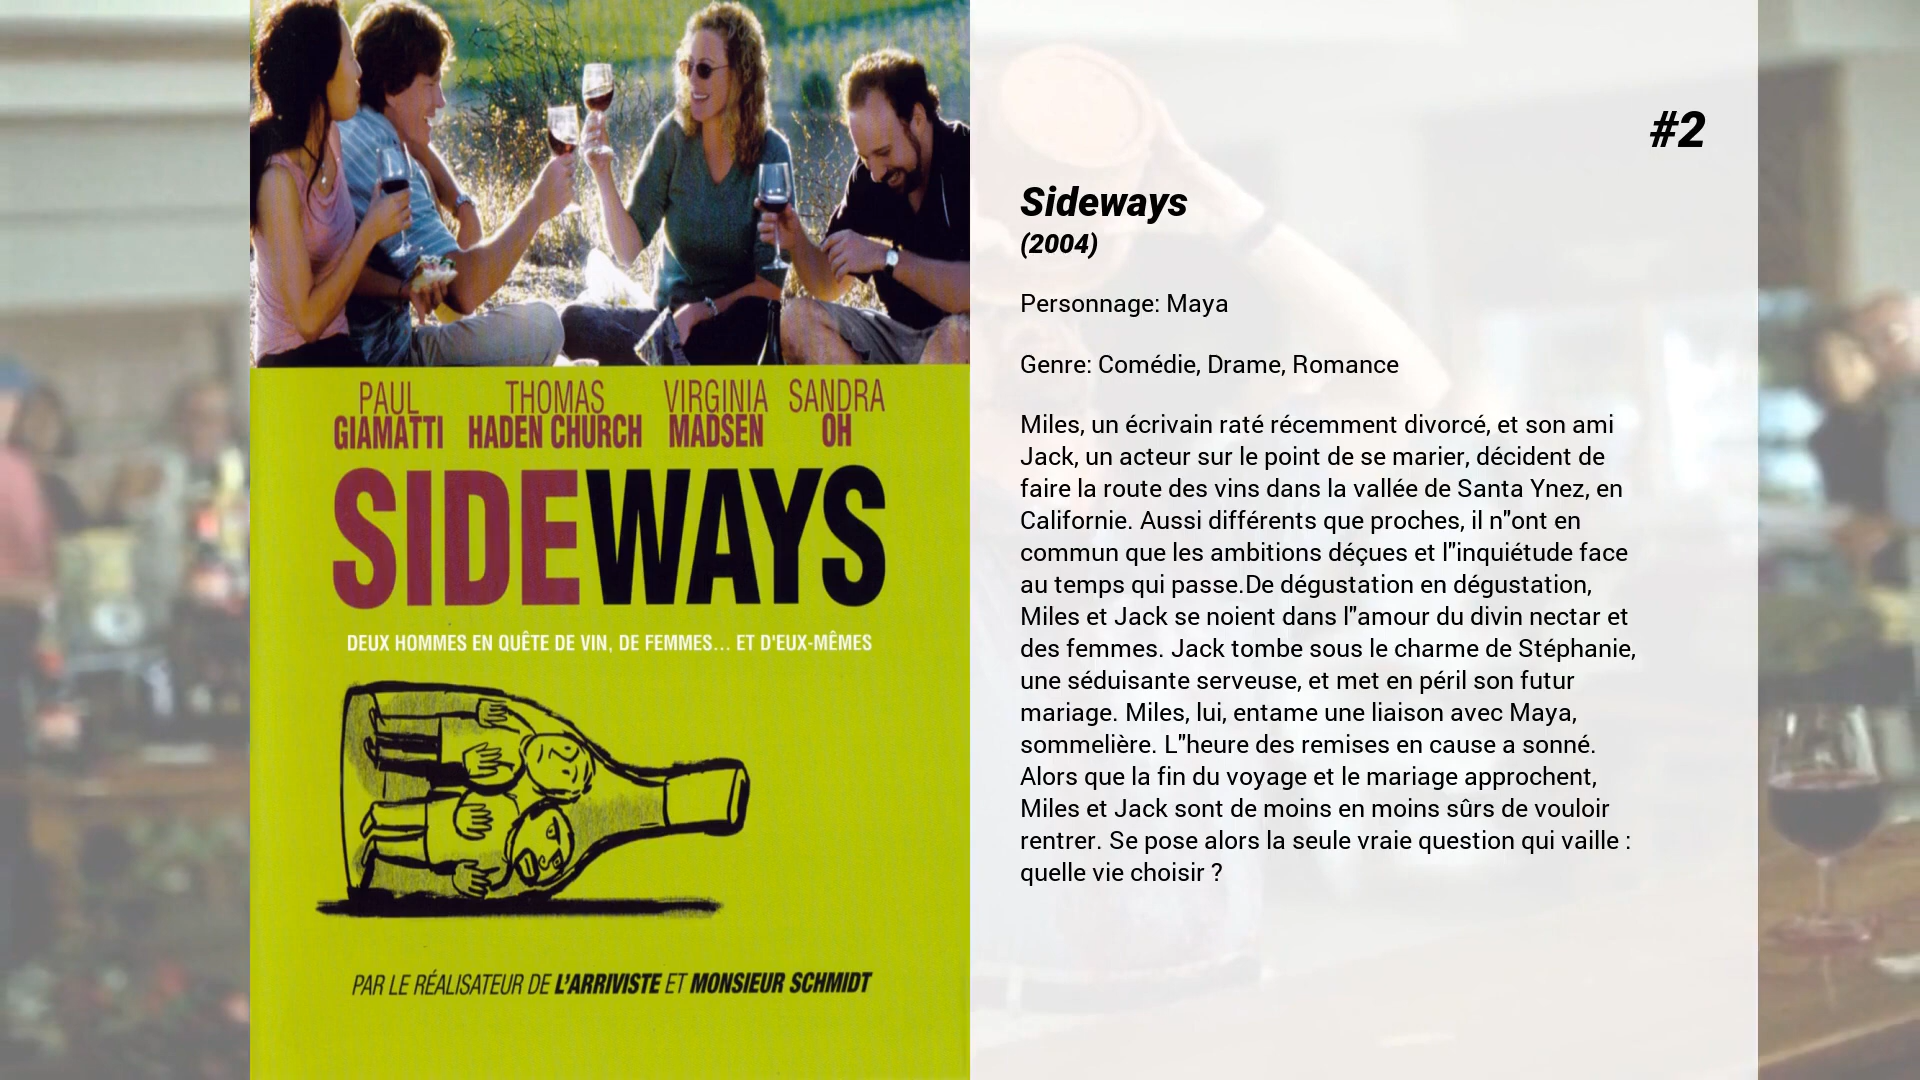 PAUL THOMAS VIRGINIA SANDRA
GIAMATTI HADEN CHURCH MADSEN OH
SIDEWAYS
DEUX HOMMES EN QUÊTE DE VIN, DE FEMMES... ET D'EUX-MÊMES
PAR LE RÉALISATEUR DE L'ARRIVISTE ET MONSIEUR SCHMIDT
#2
Sideways
(2004)
Personnage: Maya
Genre: Comédie, Drame, Romance
Miles, un écrivain raté récemment divorcé, et son ami
Jack, un acteur sur le point de se marier, décident de
faire la route des vins dans la vallée de Santa Ynez, en
Californie. Aussi différents que proches, il n"ont en
commun que les ambitions déçues et l"inquiétude face
au temps qui passe.De dégustation en dégustation,
Miles et Jack se noient dans l"amour du divin nectar et
des femmes. Jack tombe sous le charme de Stéphanie,
une séduisante serveuse, et met en péril son futur
mariage. Miles, lui, entame une liaison avec Maya,
sommelière. L"heure des remises en cause a sonné.
Alors que la fin du voyage et le mariage approchent,
Miles et Jack sont de moins en moins sûrs de vouloir
rentrer. Se pose alors la seule vraie question qui vaille :
quelle vie choisir ?